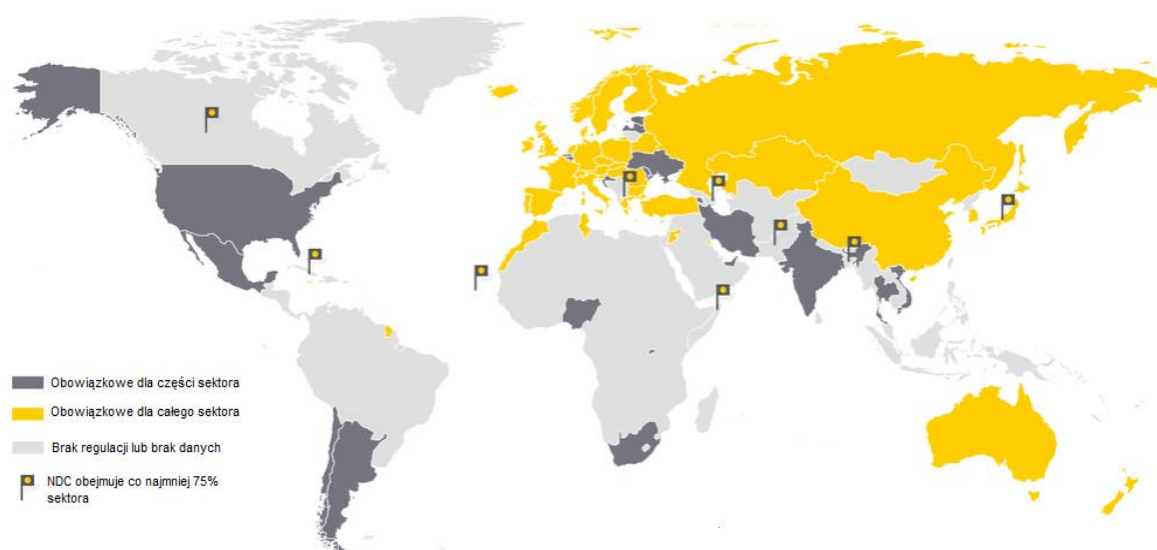 Obowiązkowe dla części sektora
Obowiązkowe dla całego sektora
Brak regulacji lub brak danych
NDC obejmuje co najmniej 75%
sektora